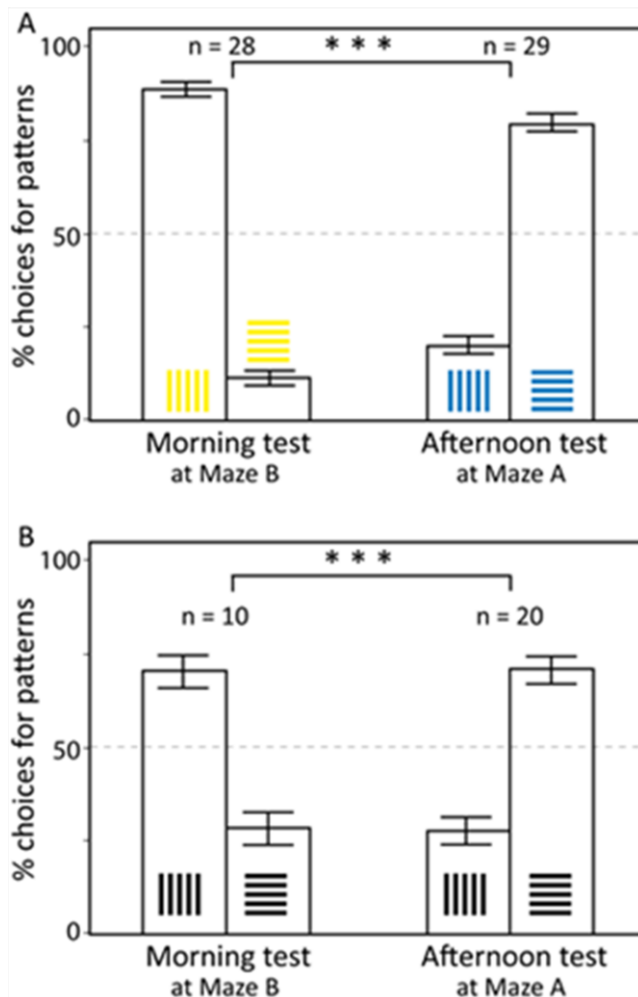 A
% choices for patterns
100
50
0
n = 28
* * *
n = 29
Morning test
at Maze B
Afternoon test
at Maze A
B
% choices for patterns
100
50
0
* * *
n = 10
n = 20
Morning test
at Maze B
Afternoon test
at Maze A